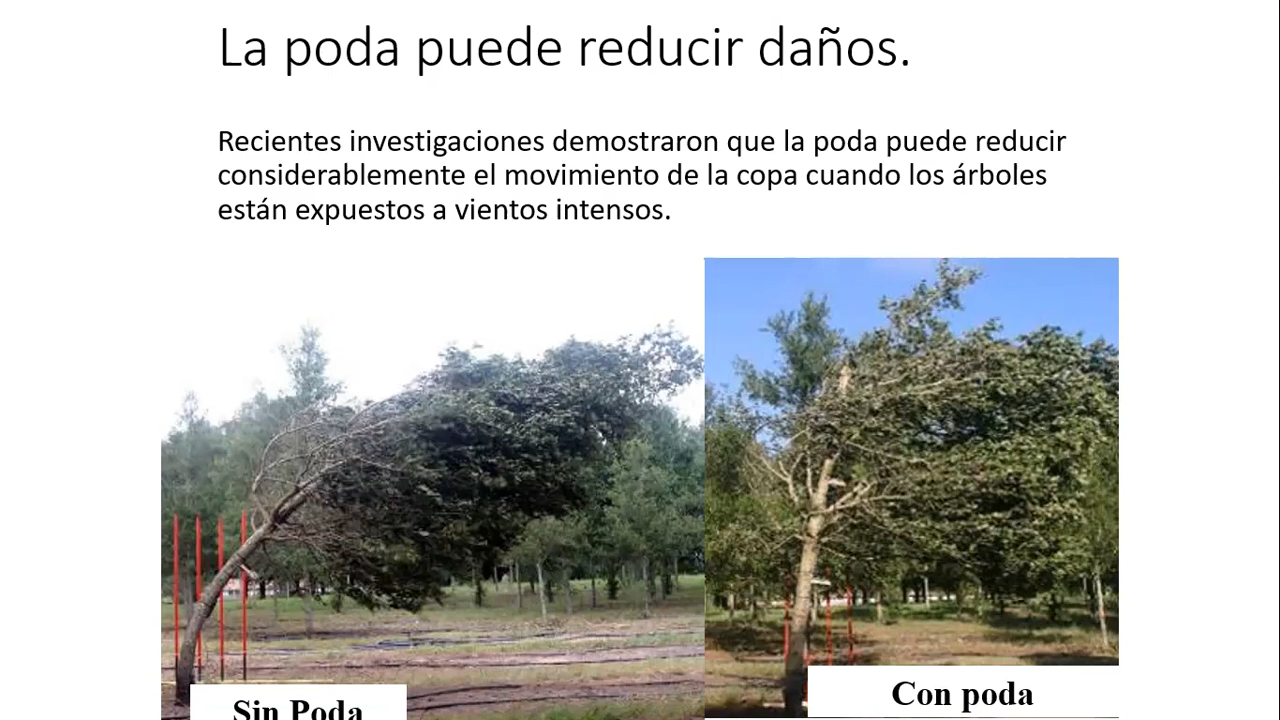 La poda puede reducir daños.
Recientes investigaciones demostraron que la poda puede reducir
considerablemente el movimiento de la copa cuando los árboles
están expuestos a vientos intensos.
Sin Poda
Con poda